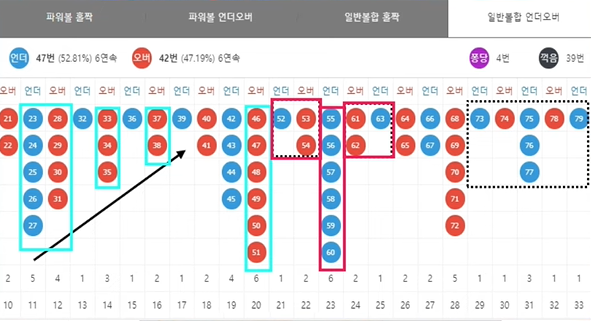 파워볼 홀짝 파워볼 언더오버 일반볼합 홀짝 일반볼합 언더오버
언더 47번 (52.81%) 6연속 오버 42번 (47.19%) 6연속 퐁당 4번 꺽음 39번
오버 언더 오버 언더 오버 언더 오버 언더 오버 언더 오버 언더 오버 언더 오버 언더 오버 언더 오버 언더 오버 언더 오버 언더
21 23 28 32 33 36 37 39 40 42 46 52 53 55 61 63 64 66 68 73 74 75 78 79
22 24 29 34 38 41 43 47 54 56 62 65 67 69 76
25 30 35 44 48 57 70 77
26 31 45 49 58 71
27 50 59 72
51 60
2 5 4 1 3 1 2 1 2 4 6 1 2 6 2 1 2 2 5 1 1 3 1 1
10 11 12 13 14 15 16 17 18 19 20 21 22 23 24 25 26 27 28 29 30 31 32 33